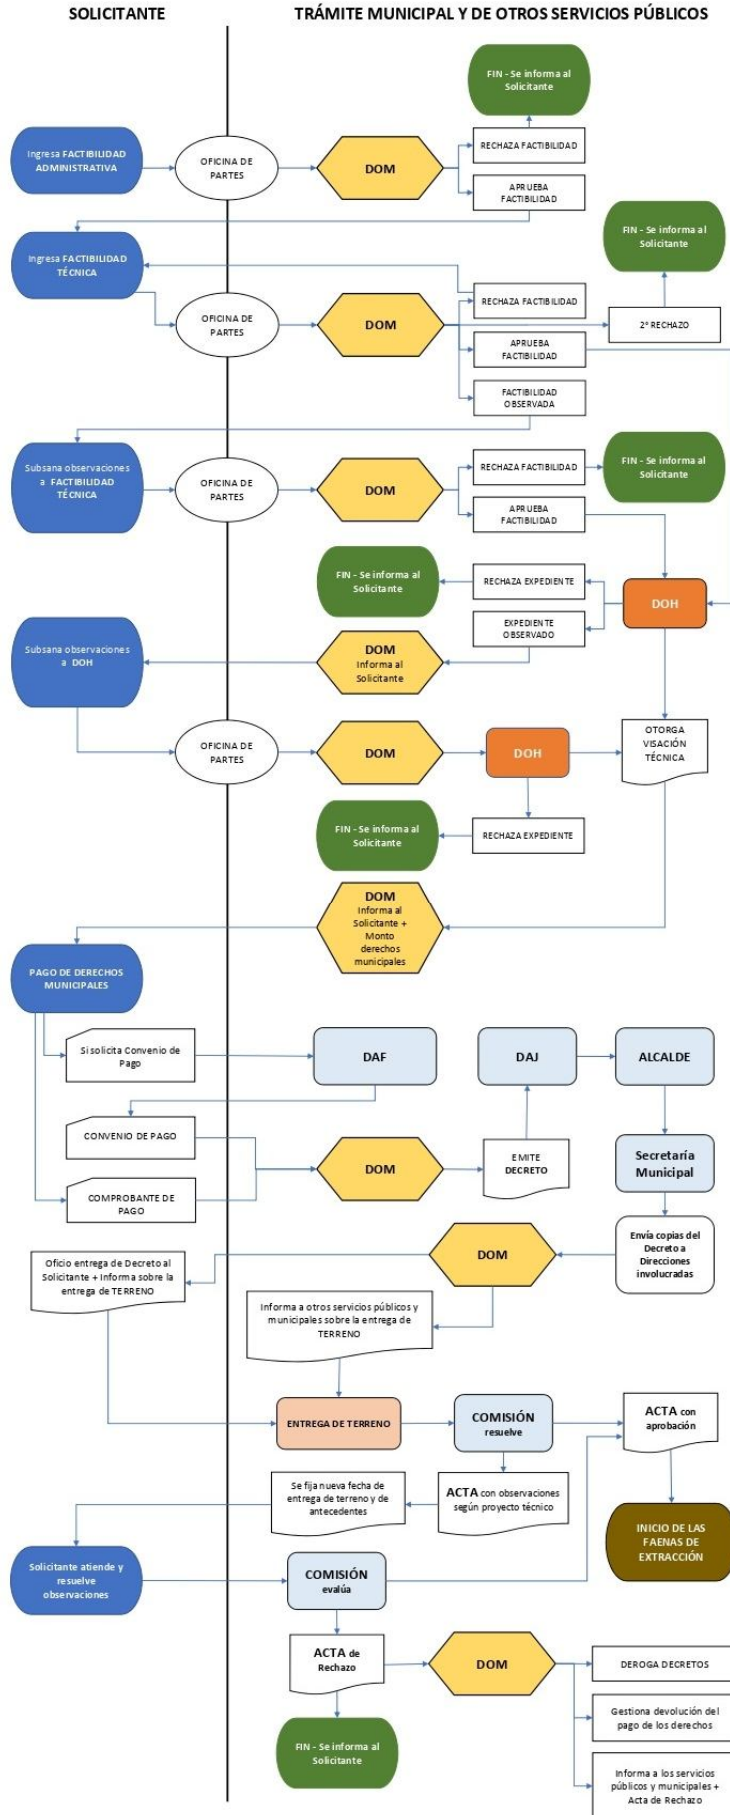 SOLICITANTE
TRÁMITE MUNICIPAL Y DE OTROS SERVICIOS PÚBLICOS
FIN - Se informa al
Solicitante
Ingresa FACTIBILIDAD
ADMINISTRATIVA
OFICINA DE
PARTES
DOM
RECHAZA FACTIBILIDAD
APRUEBA
FACTIBILIDAD
FIN - Se informa al
Solicitante
Ingresa FACTIBILIDAD
TÉCNICA
OFICINA DE
PARTES
DOM
RECHAZA FACTIBILIDAD
2° RECHAZO
APRUEBA
FACTIBILIDAD
FACTIBILIDAD
OBSERVADA
Subsana observaciones
a FACTIBILIDAD
TÉCNICA
OFICINA DE
PARTES
DOM
RECHAZA FACTIBILIDAD
FIN - Se informa al
Solicitante
APRUEBA
FACTIBILIDAD
FIN - Se informa al
Solicitante
RECHAZA EXPEDIENTE
DOH
EXPEDIENTE
OBSERVADO
Subsana observaciones
a DOH
DOM
Informa al
Solicitante
OFICINA DE
PARTES
DOM
DOH
OTORGA
VISACIÓN
TÉCNICA
FIN - Se informa al
Solicitante
RECHAZA EXPEDIENTE
DOM
Informa al
Solicitante +
Monto
derechos
municipales
PAGO DE DERECHOS
MUNICIPALES
Si solicita Convenio de
Pago
DAF
DAJ
ALCALDE
CONVENIO DE PAGO
DOM
EMITE
DECRETO
Secretaría
Municipal
COMPROBANTE DE
PAGO
Oficio entrega de Decreto al
Solicitante + Informa sobre la
entrega de TERRENO
DOM
Envía copias del
Decreto a
Direcciones
involucradas
Informa a otros servicios públicos y
municipales sobre la entrega de
TERRENO
ENTREGA DE TERRENO
COMISIÓN
resuelve
ACTA con
aprobación
Se fija nueva fecha de
entrega de terreno y de
antecedentes
ACTA con observaciones
según proyecto técnico
INICIO DE LAS
FAENAS DE
EXTRACCIÓN
Solicitante atiende y
resuelve
observaciones
COMISIÓN
evalúa
ACTA de
Rechazo
DOM
DEROGA DECRETOS
Gestiona devolución del
pago de los derechos
FIN - Se informa al
Solicitante
Informa a los servicios
públicos y municipales +
Acta de Rechazo